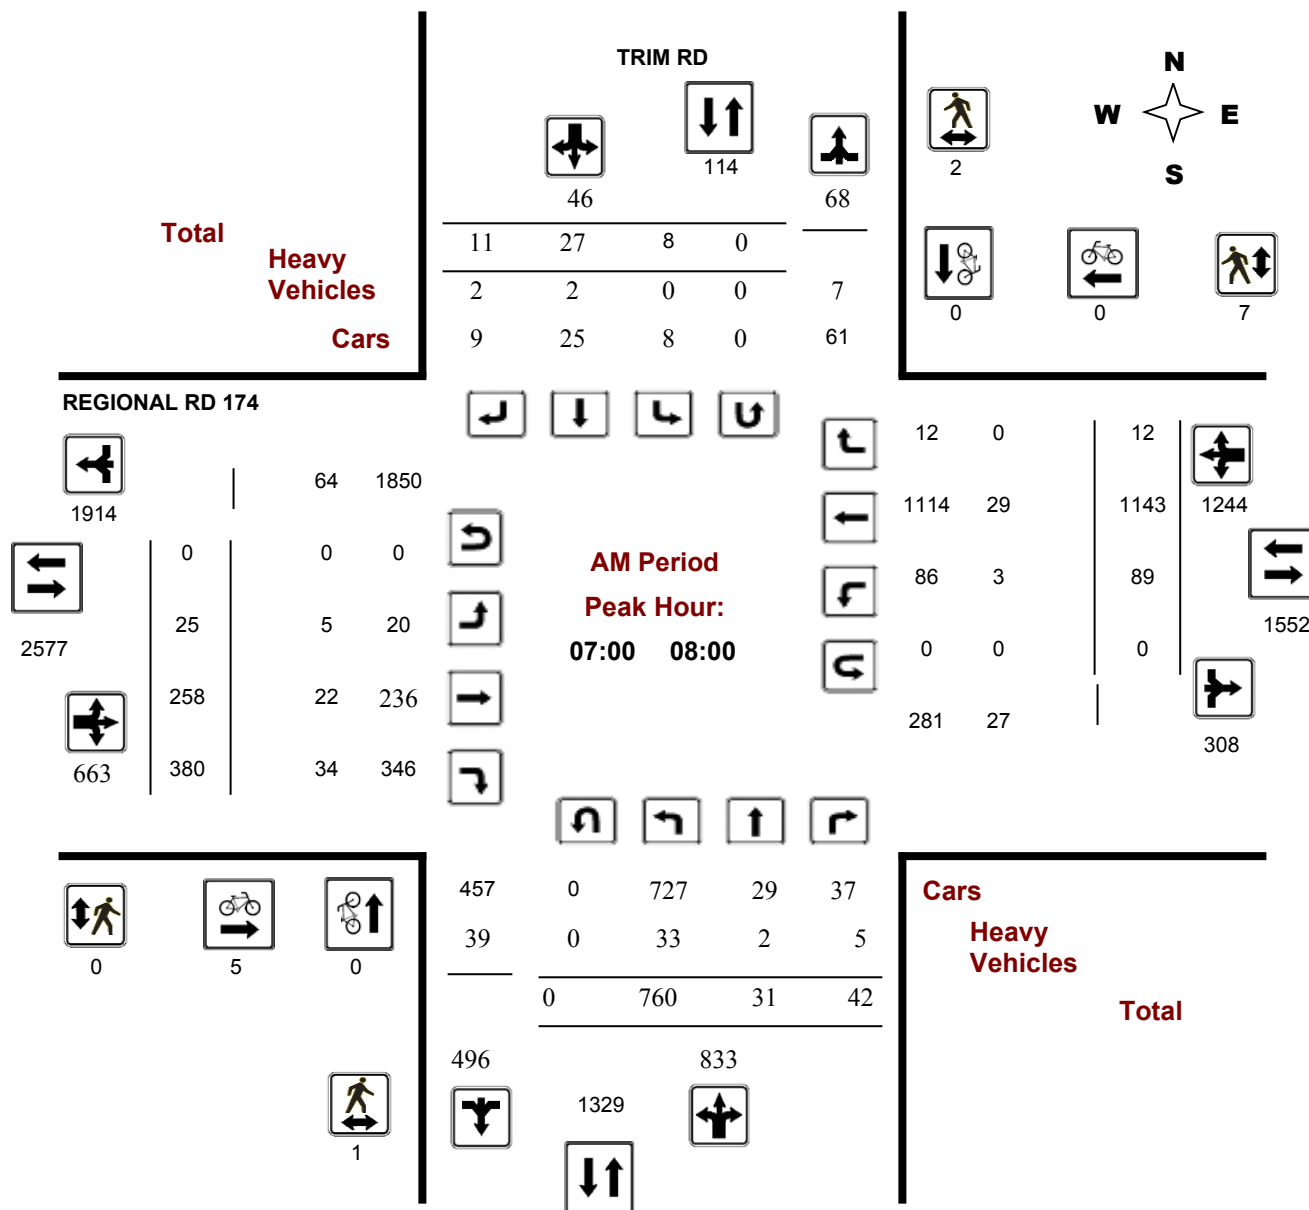 TRIM RD
N
W E
S
114
2
46 68
Total
11 27 8 0
Heavy
Vehicles
2 2 0 0 7
0 0 7
Cars
9 25 8 0 61
REGIONAL RD 174
12 0 12
64 1850
1914
1114 29 1143 1244
0 0 0
AM Period
86 3 89
Peak Hour:
25 5 20
1552
2577
07:00 08:00
0 0 0
258 22 236
281 27
308
663
380 34 346
457 0 727 29 37
Cars
39 0 33 2 5
Heavy
Vehicles
0 5 0
0 760 31 42
Total
496 833
1329
1